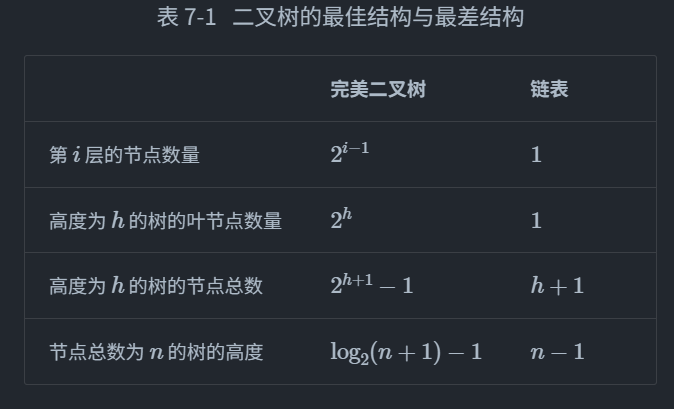 表 7-1 二叉树的最佳结构与最差结构
完美二叉树 链表
第 i 层的节点数量 2^{i−1} 1
高度为 h 的树的叶节点数量 2^h 1
高度为 h 的树的节点总数 2^{h+1} − 1 h + 1
节点总数为 n 的树的高度 log₂(n + 1) − 1 n − 1